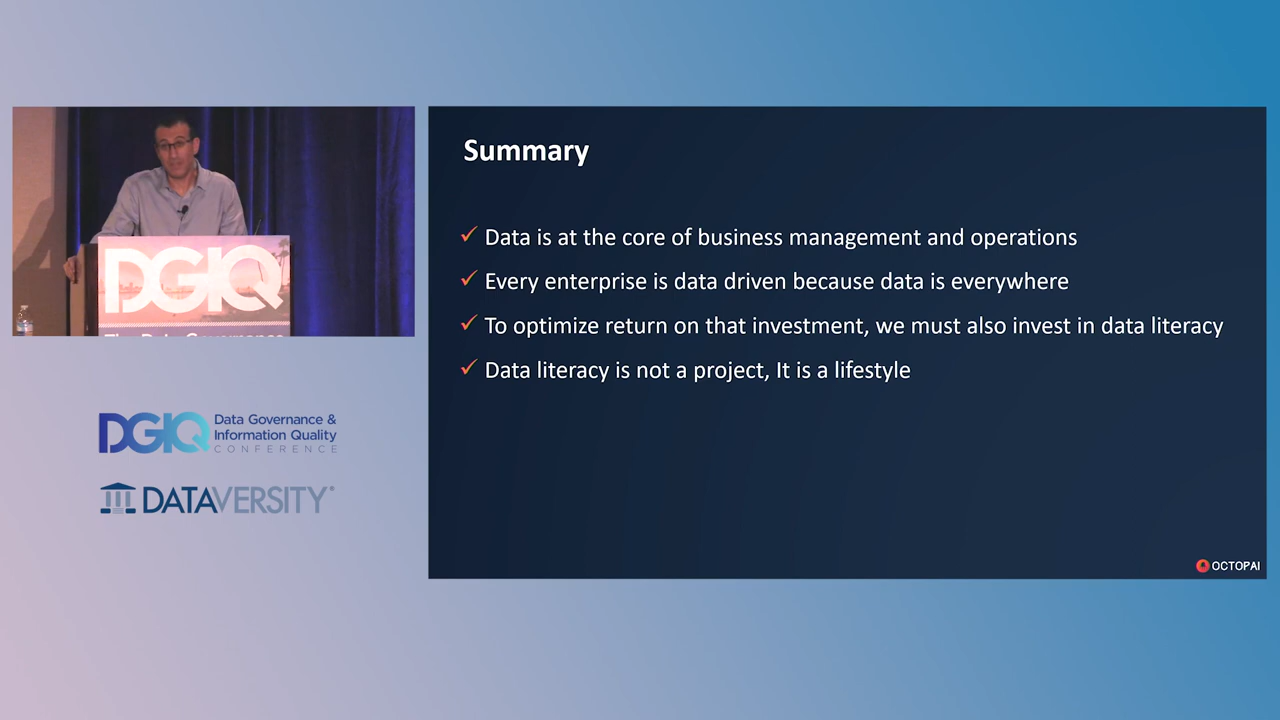 DGIQ
Summary
Data is at the core of business management and operations
Every enterprise is data driven because data is everywhere
To optimize return on that investment, we must also invest in data literacy
Data literacy is not a project, It is a lifestyle
OCTOPAI
DGIQ
Data Governance &
Information Quality
CONFERENCE
DATAVERSITY